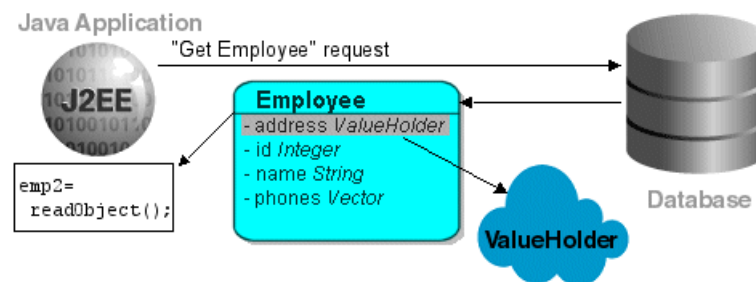 Java Application
"Get Employee" request
J2EE
Employee
- address ValueHolder
- id Integer
- name String
- phones Vector
emp2=
readObject();
ValueHolder
Database